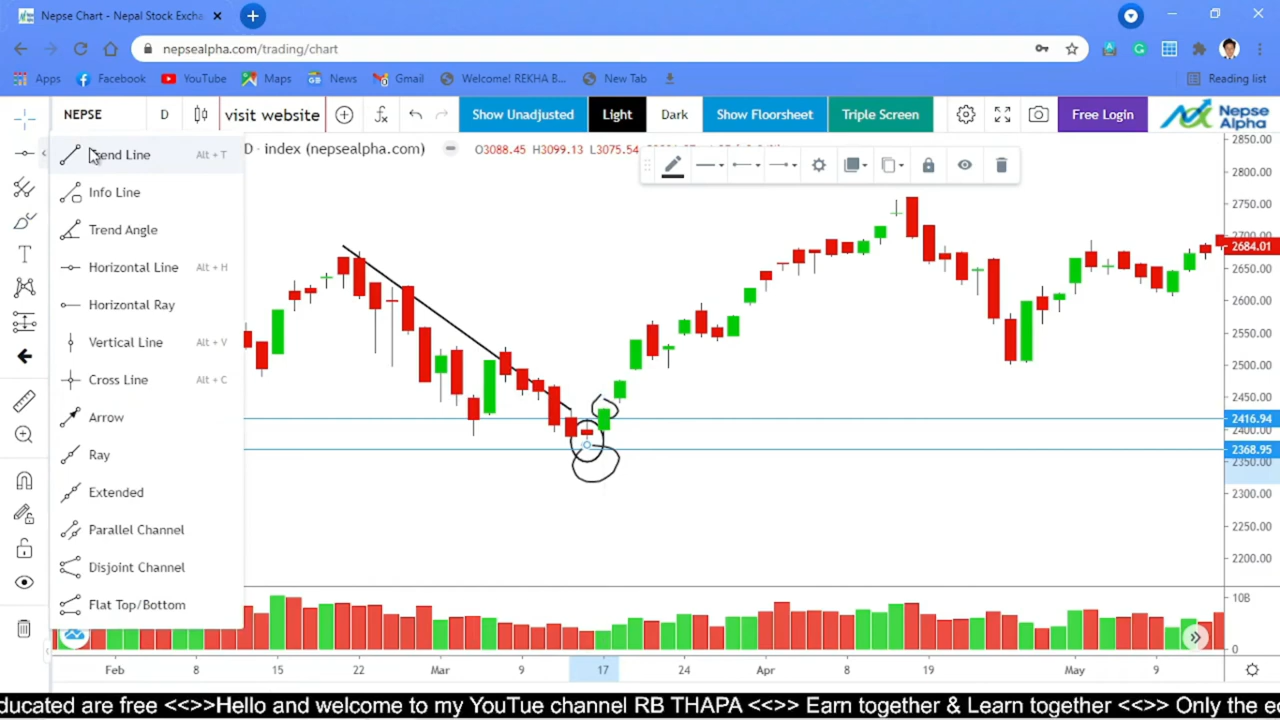 Nepse Chart - Nepal Stock Excha
nepsealpha.com/trading/chart
Apps
Facebook
YouTube
Maps
News
Gmail
Welcome! REKHA B...
New Tab
Reading list
NEPSE
D
visit website
Show Unadjusted
Light
Dark
Show Floorsheet
Triple Screen
Free Login
Nepse
Alpha
D · index (nepsealpha.com)
O3088.45 H3099.13 L3075.54
Trend Line Alt + T
Info Line
Trend Angle
Horizontal Line Alt + H
Horizontal Ray
Vertical Line Alt + V
Cross Line Alt + C
Arrow
Ray
Extended
Parallel Channel
Disjoint Channel
Flat Top/Bottom
2850.00
2800.00
2750.00
2700.00
2684.01
2650.00
2600.00
2550.00
2500.00
2450.00
2416.94
2400.00
2368.95
2350.00
2300.00
2250.00
2200.00
10B
0
Feb 8 15 22 Mar 9 17 24 Apr 8 19 May 9
ducated are free <<>>Hello and welcome to my YouTue channel RB THAPA <<>> Earn together & Learn together <<>> Only the e